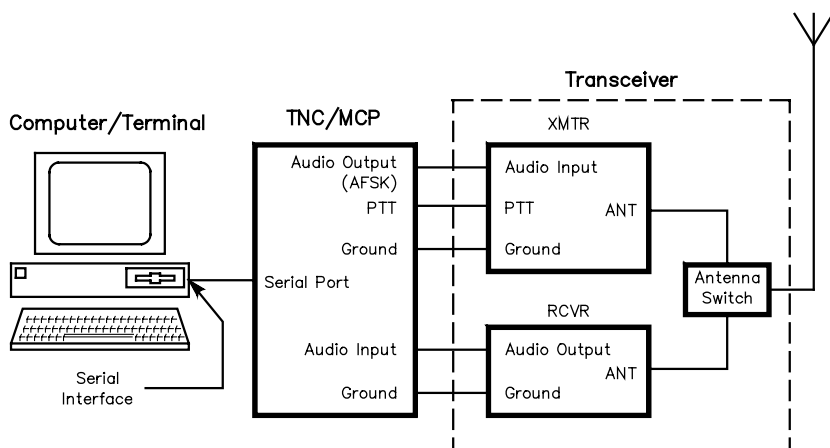 Transceiver
Computer/Terminal
TNC/MCP
XMTR
Audio Output
(AFSK)
PTT
Ground
Serial Port
Audio Input
Ground
Audio Input
PTT
ANT
Ground
Antenna
Switch
RCVR
Audio Output
ANT
Ground
Serial
Interface